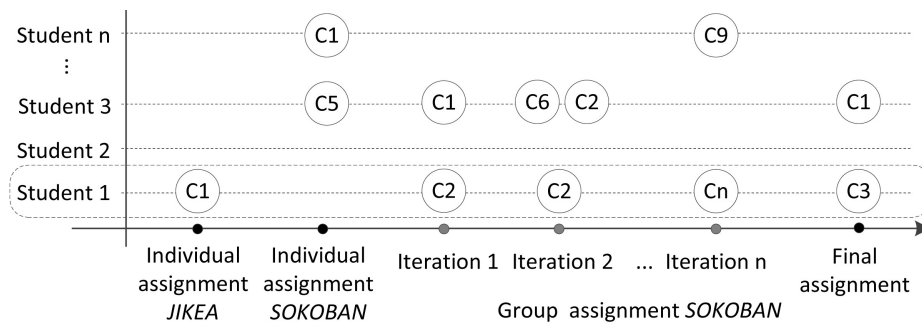 Student n C1 C9
⋮
Student 3 C5 C1 C6 C2 C1
Student 2
Student 1 C1 C2 C2 Cn C3
Individual assignment JIKEA
Individual assignment SOKOBAN
Iteration 1 Iteration 2 ... Iteration n
Group assignment SOKOBAN
Final assignment